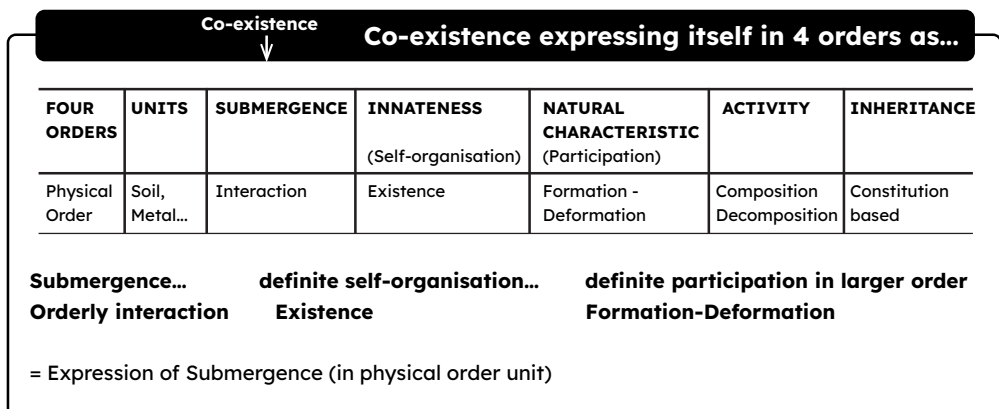 Co-existence
Co-existence expressing itself in 4 orders as...
FOUR ORDERS UNITS SUBMERGENCE INNATENESS (Self-organisation) NATURAL CHARACTERISTIC (Participation) ACTIVITY INHERITANCE
Physical Order Soil, Metal... Interaction Existence Formation - Deformation Composition Decomposition Constitution based
Submergence... definite self-organisation... definite participation in larger order
Orderly interaction Existence Formation-Deformation
= Expression of Submergence (in physical order unit)